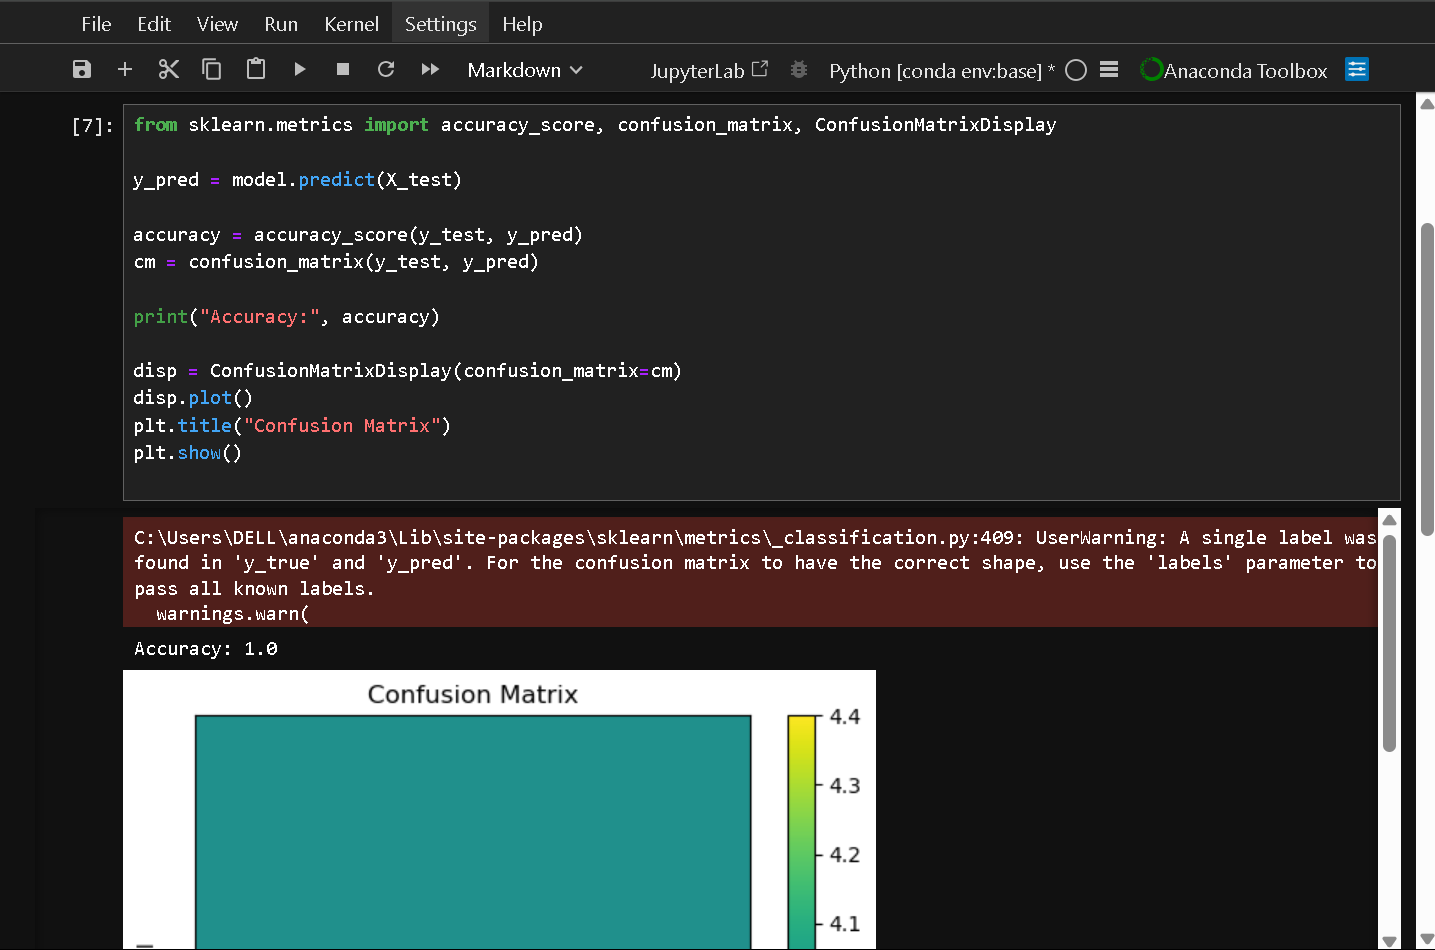 File Edit View Run Kernel Settings Help
Markdown JupyterLab Python [conda env:base] * Anaconda Toolbox
[7]: from sklearn.metrics import accuracy_score, confusion_matrix, ConfusionMatrixDisplay
y_pred = model.predict(X_test)
accuracy = accuracy_score(y_test, y_pred)
cm = confusion_matrix(y_test, y_pred)
print("Accuracy:", accuracy)
disp = ConfusionMatrixDisplay(confusion_matrix=cm)
disp.plot()
plt.title("Confusion Matrix")
plt.show()
C:\Users\DELL\anaconda3\Lib\site-packages\sklearn\metrics\_classification.py:409: UserWarning: A single label was
found in 'y_true' and 'y_pred'. For the confusion matrix to have the correct shape, use the 'labels' parameter to
pass all known labels.
warnings.warn(
Accuracy: 1.0
Confusion Matrix
4.4
4.3
4.2
4.1